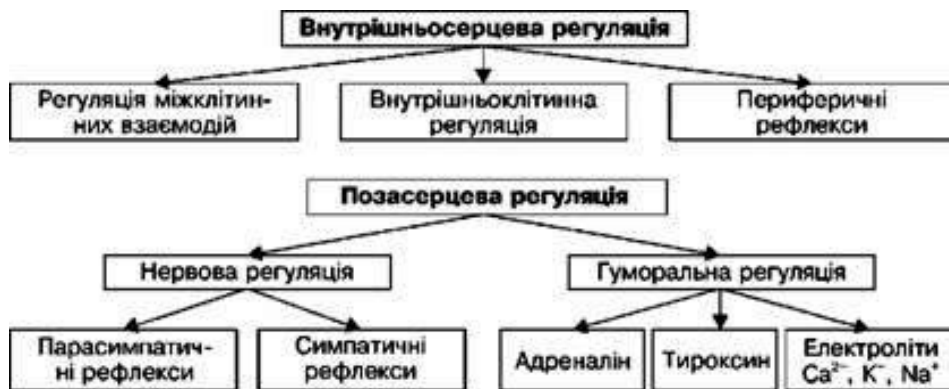 Внутрішньосерцева регуляція
Регуляція міжклітин-
них взаємодій
Внутрішньоклітинна
регуляція
Периферичні
рефлекси
Позасерцева регуляція
Нервова регуляція
Гуморальна регуляція
Парасимпатич-
ні рефлекси
Симпатичні
рефлекси
Адреналін
Тироксин
Електроліти
Ca²⁻, K⁻, Na⁺